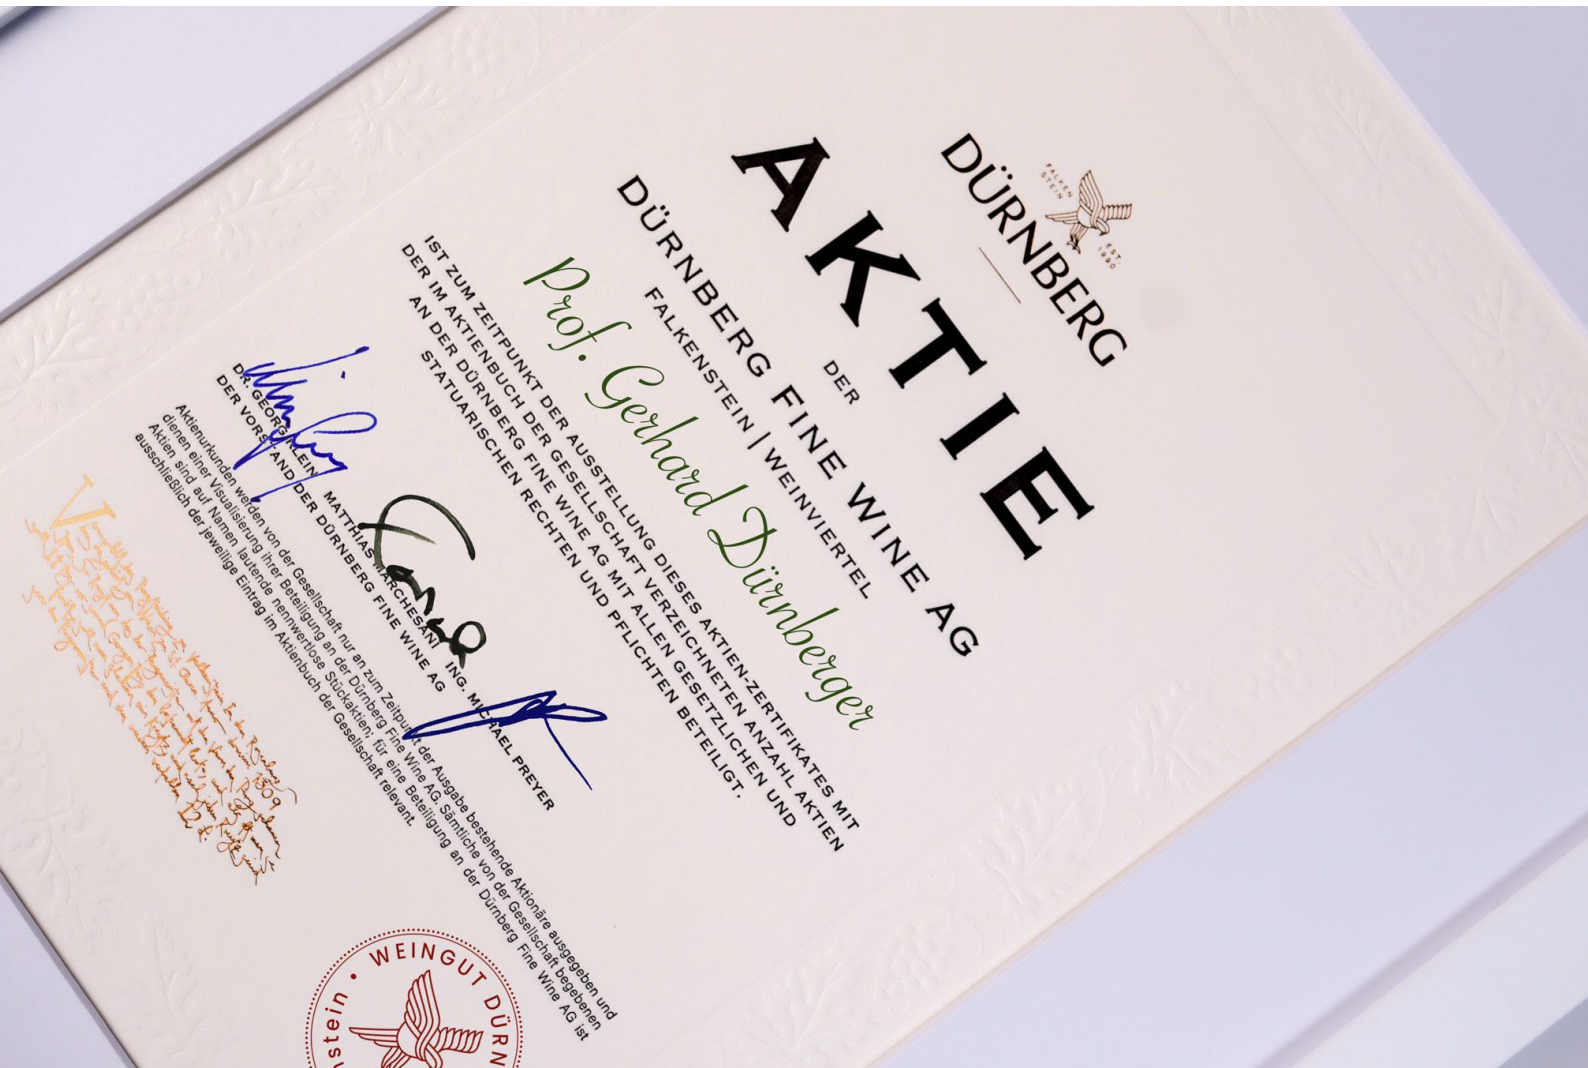 FALKEN
STEIN
EST.
1990
DÜRNBERG
AKTIE
DER
DÜRNBERG FINE WINE AG
FALKENSTEIN | WEINVIERTEL
Prof. Gerhard Dürnberger
IST ZUM ZEITPUNKT DER AUSSTELLUNG DIESES AKTIEN-ZERTIFIKATES MIT
DER IM AKTIENBUCH DER GESELLSCHAFT VERZEICHNETEN ANZAHL AKTIEN
AN DER DÜRNBERG FINE WINE AG MIT ALLEN GESETZLICHEN UND
STATUARISCHEN RECHTEN UND PFLICHTEN BETEILIGT.
DR. GEORG KLEIN MATTHIAS MARCHESANI ING. MICHAEL PREYER
DER VORSTAND DER DÜRNBERG FINE WINE AG
Aktienurkunden werden von der Gesellschaft nur an zum Zeitpunkt der Ausgabe bestehende Aktionäre ausgegeben und
dienen einer Visualisierung ihrer Beteiligung an der Dürnberg Fine Wine AG. Sämtliche von der Gesellschaft begebenen
Aktien sind auf Namen lautende nennwertlose Stückaktien; für eine Beteiligung an der Dürnberg Fine Wine AG ist
ausschließlich der jeweilige Eintrag im Aktienbuch der Gesellschaft relevant.
1309
nstein • WEINGUT DÜRN